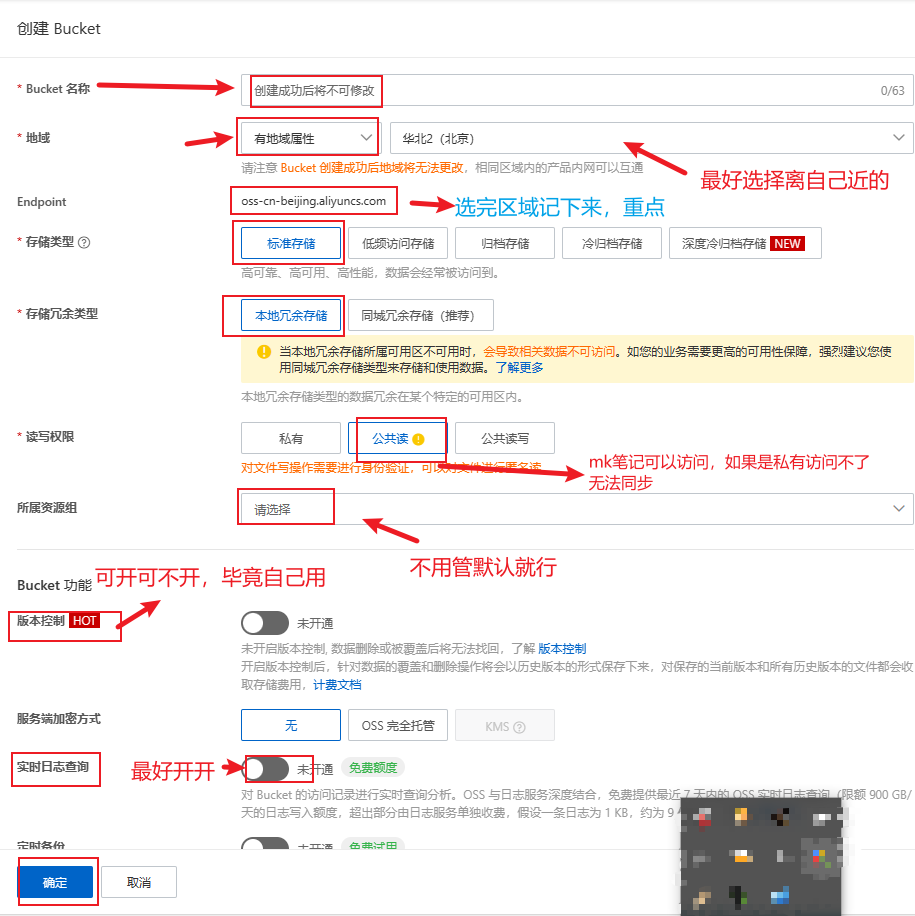 创建 Bucket
* Bucket 名称
创建成功后将不可修改
0/63
* 地域
有地域属性
华北2（北京）
请注意 Bucket 创建成功后地域将无法更改，相同区域内的产品内网可以互通
最好选择离自己近的
Endpoint
oss-cn-beijing.aliyuncs.com
选完区域记下来，重点
* 存储类型
标准存储
低频访问存储
归档存储
冷归档存储
深度冷归档存储 NEW
高可靠、高可用、高性能，数据会经常被访问到。
* 存储冗余类型
本地冗余存储
同城冗余存储（推荐）
当本地冗余存储所属可用区不可用时，会导致相关数据不可访问。如您的业务需要更高的可用性保障，强烈建议您使
用同城冗余存储类型来存储和使用数据。了解更多
本地冗余存储类型的数据冗余在某个特定的可用区内。
* 读写权限
私有
公共读
公共读写
对文件写操作需要进行身份验证，可以对文件进行匿名读
mk笔记可以访问，如果是私有访问不了
无法同步
所属资源组
请选择
不用管默认就行
Bucket 功能
可开可不开，毕竟自己用
版本控制 HOT
未开通
未开启版本控制, 数据删除或被覆盖后将无法找回，了解 版本控制
开启版本控制后，针对数据的覆盖和删除操作将会以历史版本的形式保存下来，对保存的当前版本和所有历史版本的文件都会收
取存储费用，计费文档
服务端加密方式
无
OSS 完全托管
KMS
实时日志查询
最好开开
未开通
免费额度
对 Bucket 的访问记录进行实时查询分析。OSS 与日志服务深度结合，免费提供最近 7 天内的 OSS 实时日志查询（限额 900 GB/
天的日志写入额度，超出部分由日志服务单独收费，假设一条日志为 1 KB，约为 9
定时备份
未开通
免费试用
确定
取消